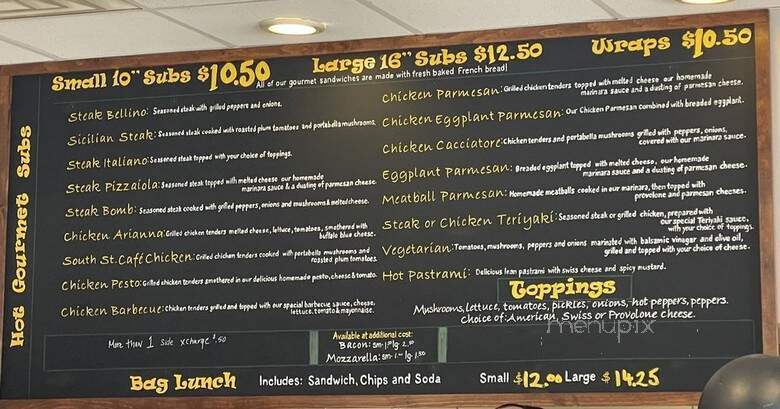 Small 10" Subs $10.50
Large 16" Subs $12.50
Wraps $10.50
All of our gourmet sandwiches are made with fresh baked French bread!
Hot Gourmet Subs
Steak Bellino: Seasoned steak with grilled peppers and onions.
Sicilian Steak: Seasoned steak cooked with roasted plum tomatoes and portabella mushrooms.
Steak Italiano: Seasoned steak topped with your choice of toppings.
Steak Pizzaiola: Seasoned steak topped with melted cheese our homemade
marinara sauce & a dusting of parmesan cheese.
Steak Bomb: Seasoned steak cooked with grilled peppers, onions and mushrooms & melted cheese.
Chicken Arianna: Grilled chicken tenders melted cheese, lettuce, tomatoes, smothered with
buffalo blue cheese.
South St. Café Chicken: Grilled chicken tenders cooked with portabella mushrooms and
roasted plum tomatoes.
Chicken Pesto: Grilled chicken tenders smothered in our delicious homemade pesto, cheese & tomato.
Chicken Barbecue: Chicken tenders grilled and topped with our special barbecue sauce, cheese,
lettuce, tomato & mayonnaise.
Chicken Parmesan: Grilled chicken tenders topped with melted cheese our homemade
marinara sauce and a dusting of parmesan cheese.
Chicken Eggplant Parmesan: Our Chicken Parmesan combined with breaded eggplant.
Chicken Cacciatore: Chicken tenders and portabella mushrooms grilled with peppers, onions,
covered with our marinara sauce.
Eggplant Parmesan: Breaded eggplant topped with melted cheese, our homemade
marinara sauce and a dusting of parmesan cheese.
Meatball Parmesan: Homemade meatballs cooked in our marinara, then topped with
provolone and parmesan cheeses.
Steak or Chicken Teriyaki: Seasoned steak or grilled chicken, prepared with
our special Teriyaki sauce,
with your choice of toppings.
Vegetarian: Tomatoes, mushrooms, peppers and onions marinated with balsamic vinegar and olive oil,
grilled and topped with your choice of cheese.
Hot Pastrami: Delicious lean pastrami with swiss cheese and spicy mustard.
Toppings
Mushrooms, lettuce, tomatoes, pickles, onions, hot peppers, peppers.
Choice of: American, Swiss or Provolone cheese.
menupix
More than 1 side xcharge $.50
Available at additional cost:
Bacon: sm. lg. 2.50
Mozzarella: sm. lg. 1.50
Bag Lunch Includes: Sandwich, Chips and Soda Small $12.00 Large $14.25